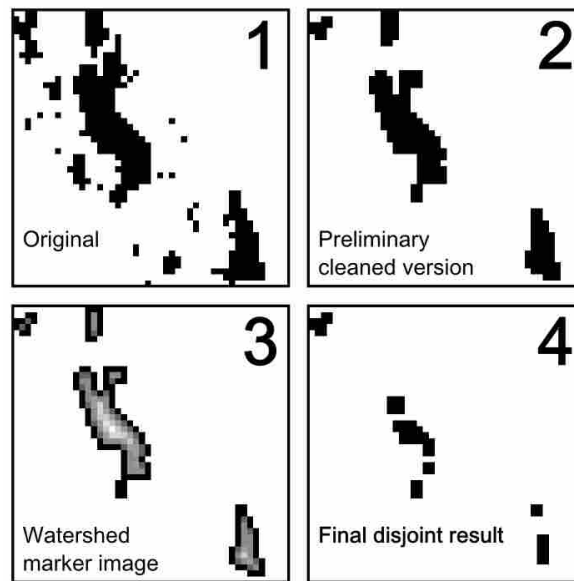 1
Original
2
Preliminary
cleaned version
3
Watershed
marker image
4
Final disjoint result